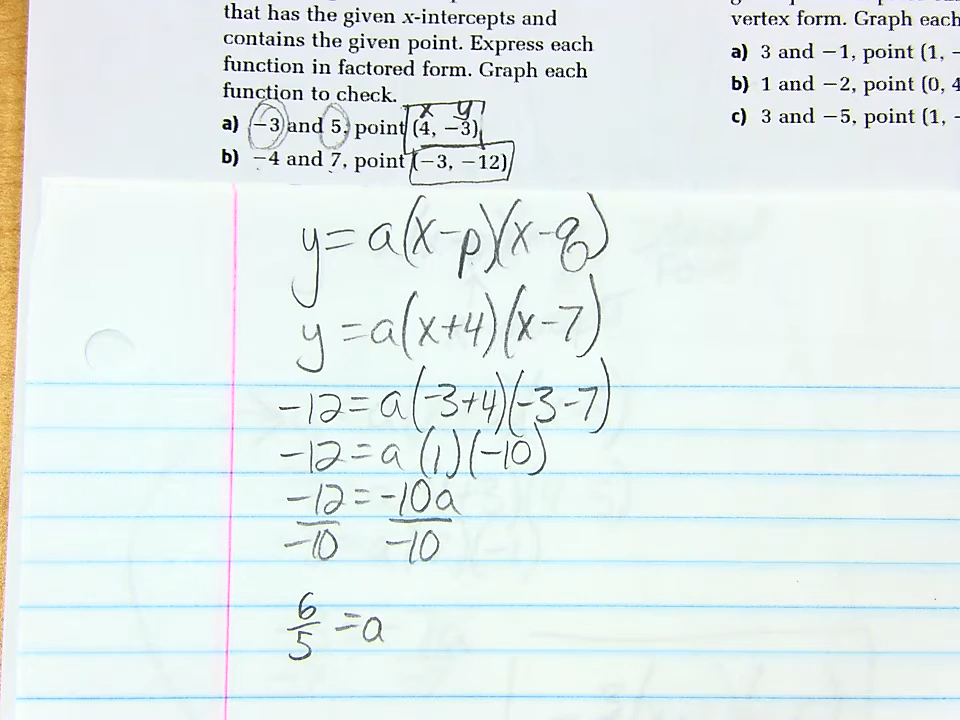 that has the given x-intercepts and
contains the given point. Express each
function in factored form. Graph each
function to check.
x y
a) −3 and 5, point (4, −3)
b) −4 and 7, point (−3, −12)
vertex form. Graph each
a) 3 and −1, point (1, −
b) 1 and −2, point (0, 4
c) 3 and −5, point (1, −
y = a(x-p)(x-q)
y = a(x+4)(x-7)
-12 = a(-3+4)(-3-7)
-12 = a (1)(-10)
-12 = -10a
-10 -10
6/5 = a